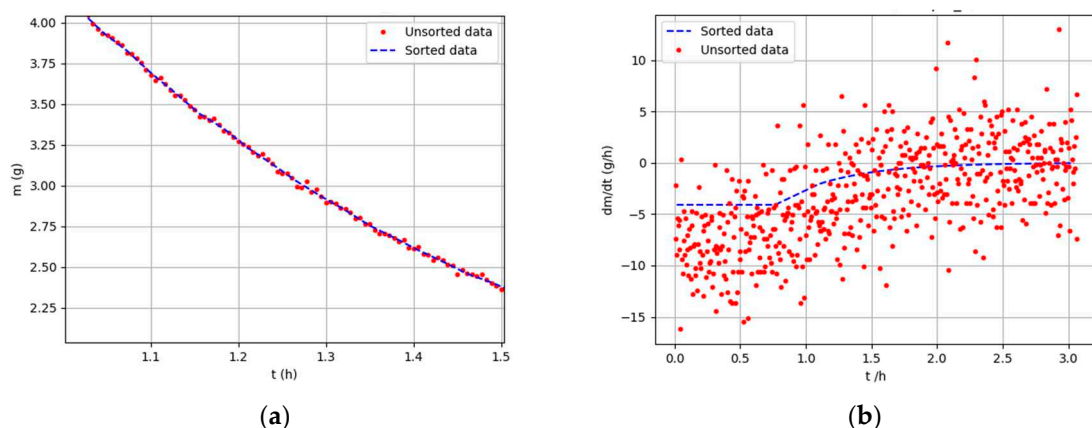 4.00
3.75
3.50
3.25
3.00
2.75
2.50
2.25
m (g)
Unsorted data
Sorted data
1.1
1.2
1.3
1.4
1.5
t (h)
(a)
10
5
0
−5
−10
−15
dm/dt (g/h)
Sorted data
Unsorted data
0.0
0.5
1.0
1.5
2.0
2.5
3.0
t /h
(b)